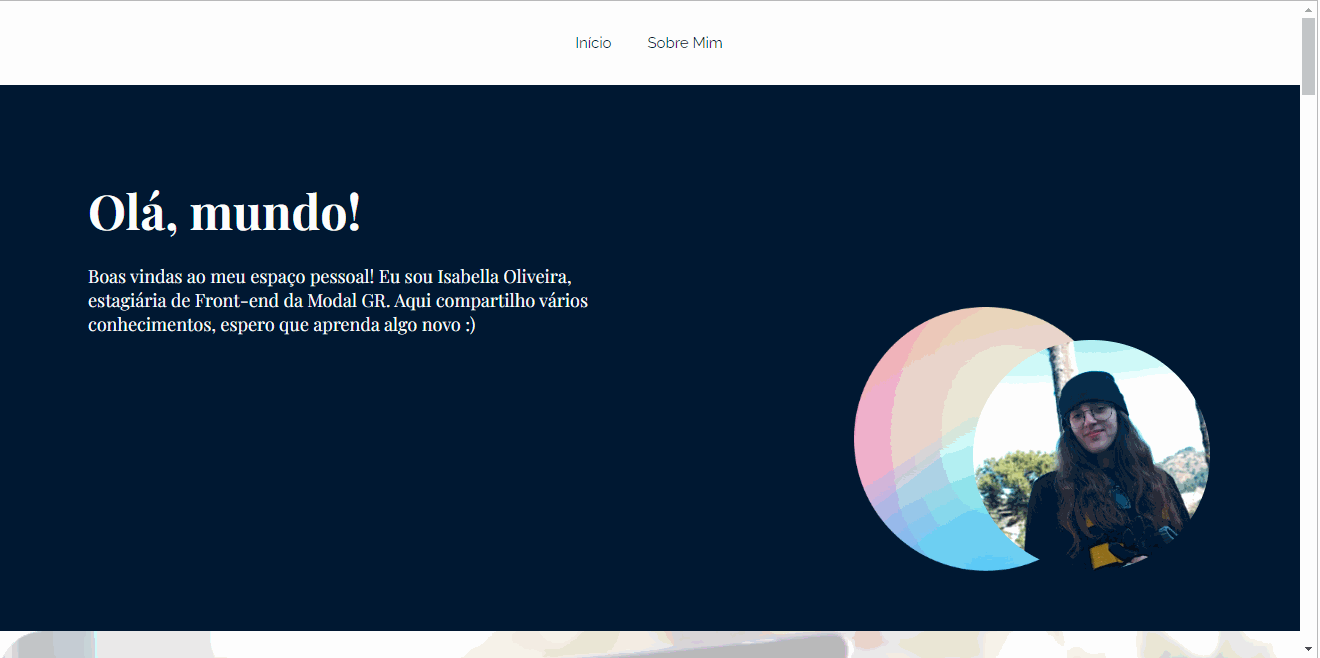 Início Sobre Mim
Olá, mundo!
Boas vindas ao meu espaço pessoal! Eu sou Isabella Oliveira,
estagiária de Front-end da Modal GR. Aqui compartilho vários
conhecimentos, espero que aprenda algo novo :)